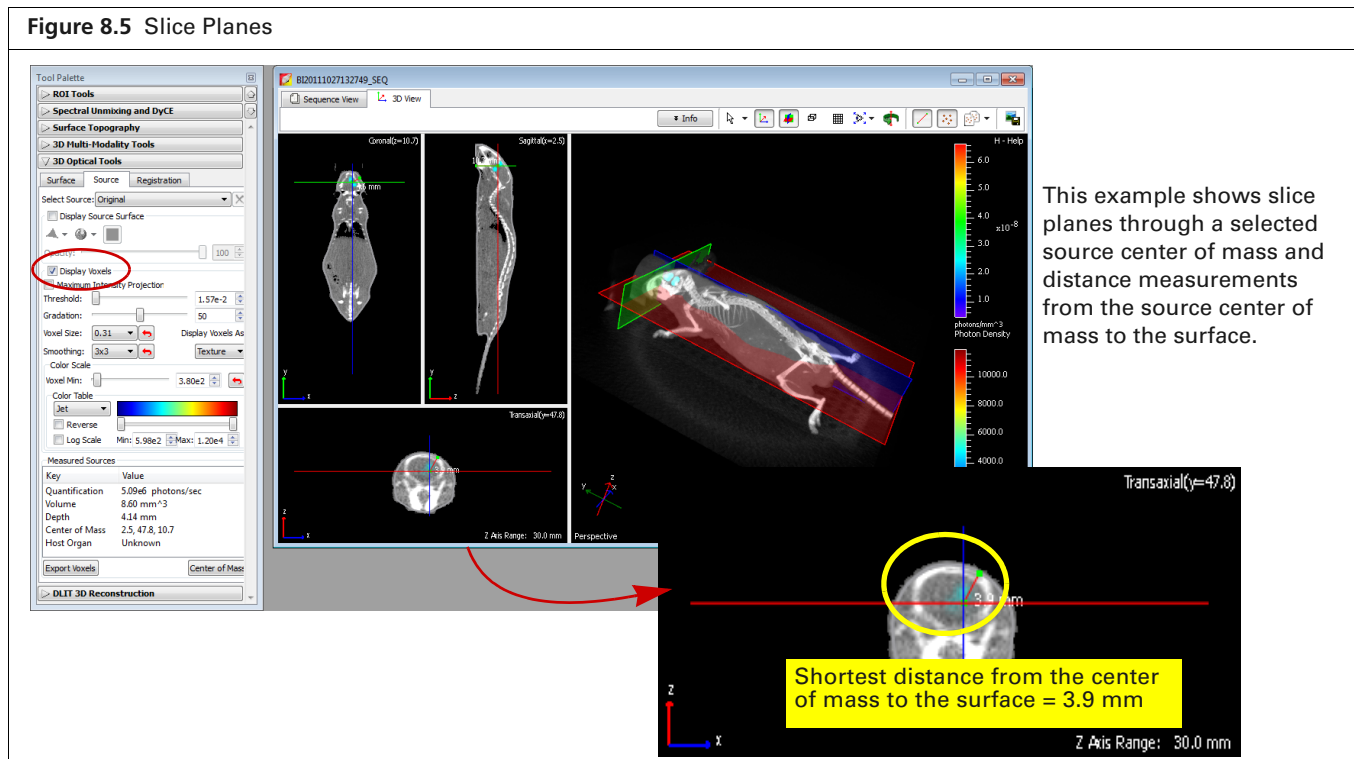 Figure 8.5 Slice Planes
Tool Palette
ROI Tools
Spectral Unmixing and DyCE
Surface Topography
3D Multi-Modality Tools
3D Optical Tools
Surface Source Registration
Select Source: Original
Display Source Surface
Opacity: 100
Display Voxels
Maximum Intensity Projection
Threshold: 1.57e-2
Gradation: 50
Voxel Size: 0.31 Display Voxels As
Smoothing: 3x3 Texture
Color Scale
Voxel Min: 3.80e2
Color Table
Jet
Reverse
Log Scale Min: 5.98e2 Max: 1.20e4
Measured Sources
Key Value
Quantification 5.09e6 photons/sec
Volume 8.60 mm^3
Depth 4.14 mm
Center of Mass 2.5, 47.8, 10.7
Host Organ Unknown
Export Voxels Center of Mass
DLIT 3D Reconstruction
BI20111027132749_SEQ
Sequence View 3D View
Info
Coronal(z=10.7)
mm
y
x
Sagittal(x=2.5)
y
z
Transaxial(y=47.8)
mm
z
x
Z Axis Range: 30.0 mm
H - Help
6.0
5.0
4.0
x10^-8
3.0
2.0
1.0
photons/mm^3
Photon Density
10000.0
8000.0
6000.0
4000.0
y
z
x
Perspective
This example shows slice
planes through a selected
source center of mass and
distance measurements
from the source center of
mass to the surface.
Transaxial(y=47.8)
3.9 mm
Shortest distance from the center
of mass to the surface = 3.9 mm
z
x
Z Axis Range: 30.0 mm